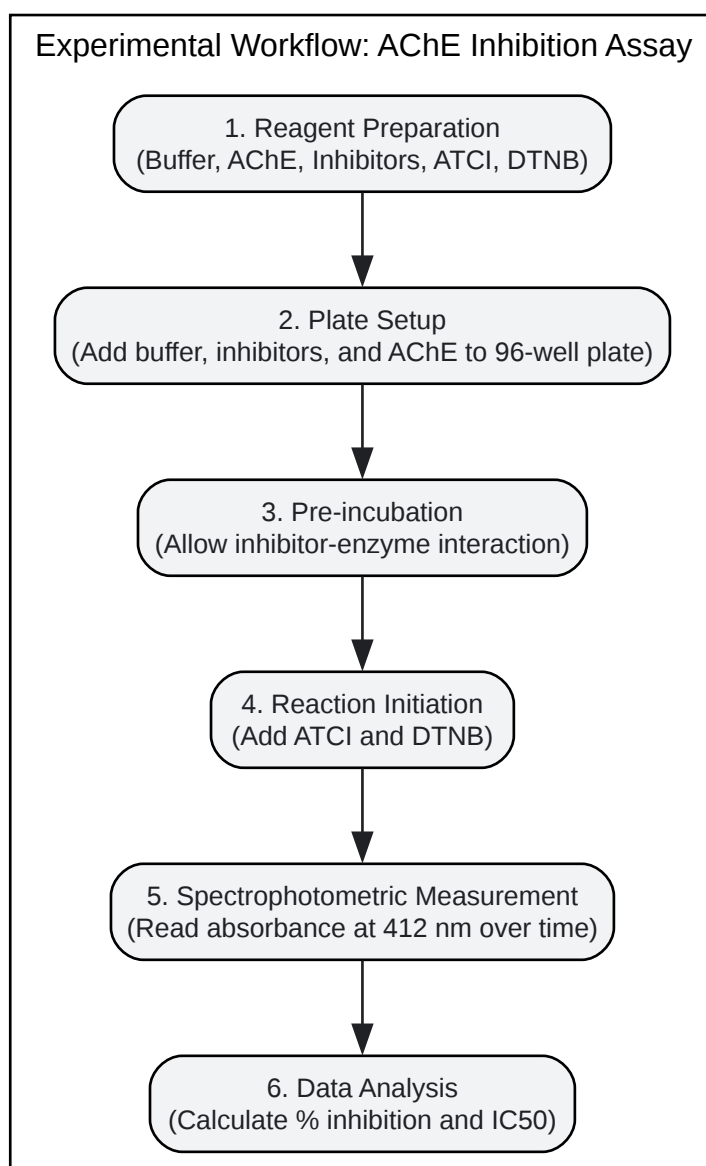 Experimental Workflow: AChE Inhibition Assay
1. Reagent Preparation
(Buffer, AChE, Inhibitors, ATCI, DTNB)
2. Plate Setup
(Add buffer, inhibitors, and AChE to 96-well plate)
3. Pre-incubation
(Allow inhibitor-enzyme interaction)
4. Reaction Initiation
(Add ATCI and DTNB)
5. Spectrophotometric Measurement
(Read absorbance at 412 nm over time)
6. Data Analysis
(Calculate % inhibition and IC50)